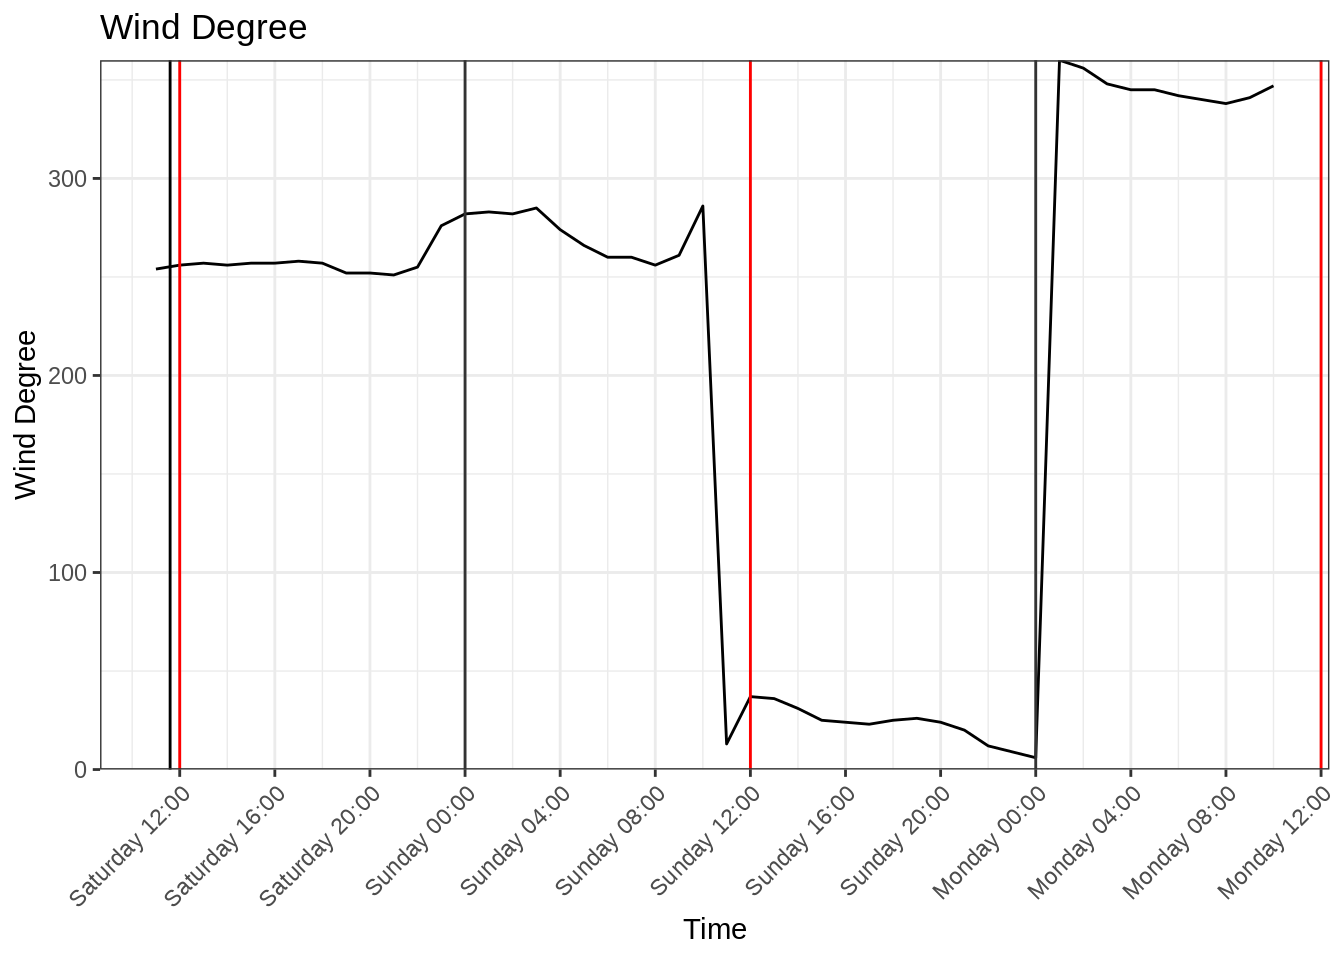 Wind Degree
Wind Degree
300
200
100
0
Saturday 12:00
Saturday 16:00
Saturday 20:00
Sunday 00:00
Sunday 04:00
Sunday 08:00
Sunday 12:00
Sunday 16:00
Sunday 20:00
Monday 00:00
Monday 04:00
Monday 08:00
Monday 12:00
Time